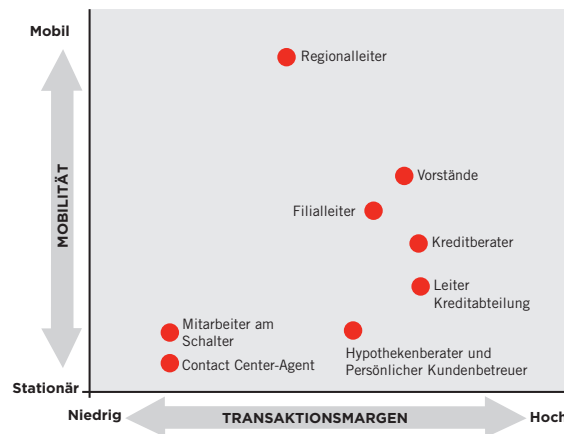 Mobil
Regionalleiter
Vorstände
Filialleiter
Kreditberater
Leiter
Kreditabteilung
Mitarbeiter am
Schalter
Contact Center-Agent
Hypothekenberater und
Persönlicher Kundenbetreuer
MOBILITÄT
Stationär
Niedrig
TRANSAKTIONSMARGEN
Hoch